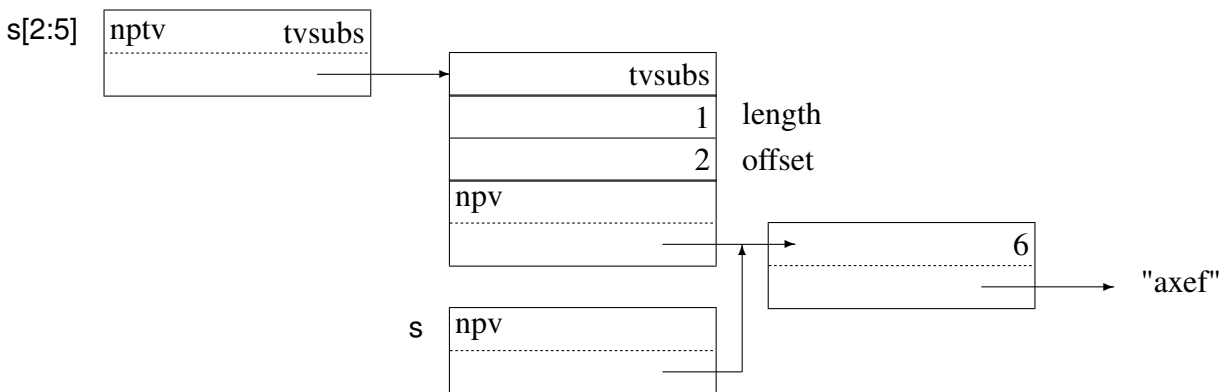 s[2:5] nptv tvsubs
tvsubs
1 length
2 offset
npv
6
"axef"
s npv